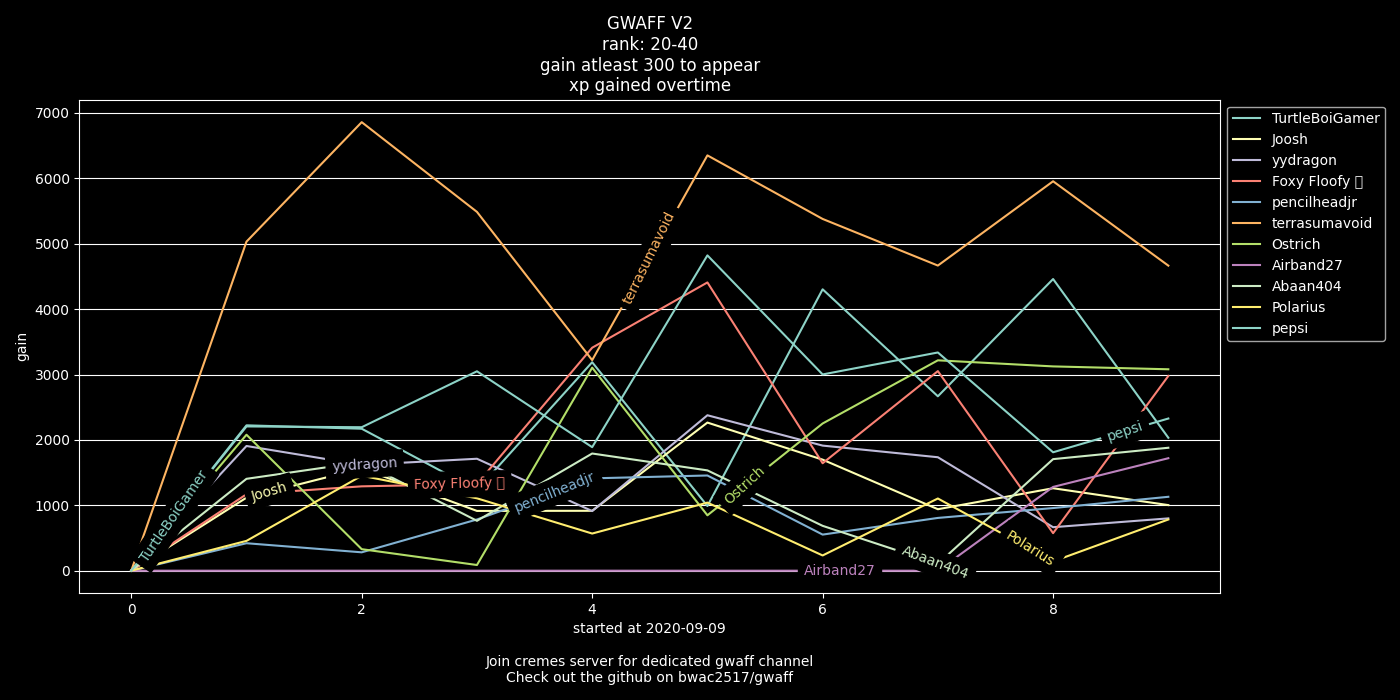 GWAFF V2
rank: 20-40
gain atleast 300 to appear
xp gained overtime
7000
6000
5000
4000
3000
2000
1000
0
gain
TurtleBoiGamer
Joosh
yydragon
Foxy Floofy
pencilheadjr
terrasumavoid
Ostrich
Airband27
Abaan404
Polarius
pepsi
TurtleBoiGamer
Joosh
yydragon
Foxy Floofy
pencilheadjr
terrasumavoid
Ostrich
Airband27
Abaan404
Polarius
pepsi
0 2 4 6 8
started at 2020-09-09
Join cremes server for dedicated gwaff channel
Check out the github on bwac2517/gwaff